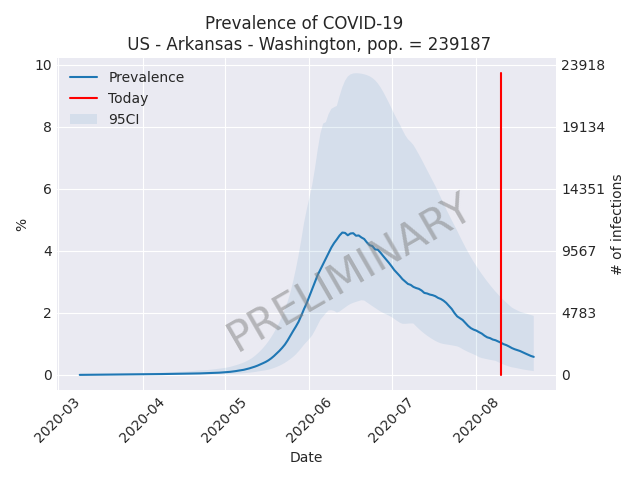 Prevalence of COVID-19
US - Arkansas - Washington, pop. = 239187
10
8
6
4
2
0
%
Prevalence
Today
95CI
PRELIMINARY
23918
19134
14351
9567
4783
0
# of infections
2020-03
2020-04
2020-05
2020-06
2020-07
2020-08
Date